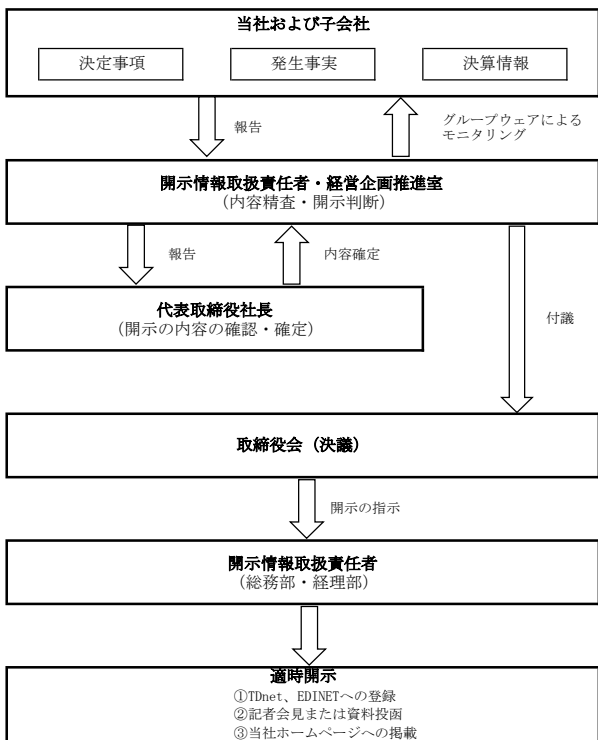 当社および子会社
決定事項
発生事実
決算情報
報告
グループウェアによる
モニタリング
開示情報取扱責任者・経営企画推進室
（内容精査・開示判断）
報告
内容確定
代表取締役社長
（開示の内容の確認・確定）
付議
取締役会（決議）
開示の指示
開示情報取扱責任者
（総務部・経理部）
適時開示
①TDnet、EDINETへの登録
②記者会見または資料投函
③当社ホームページへの掲載